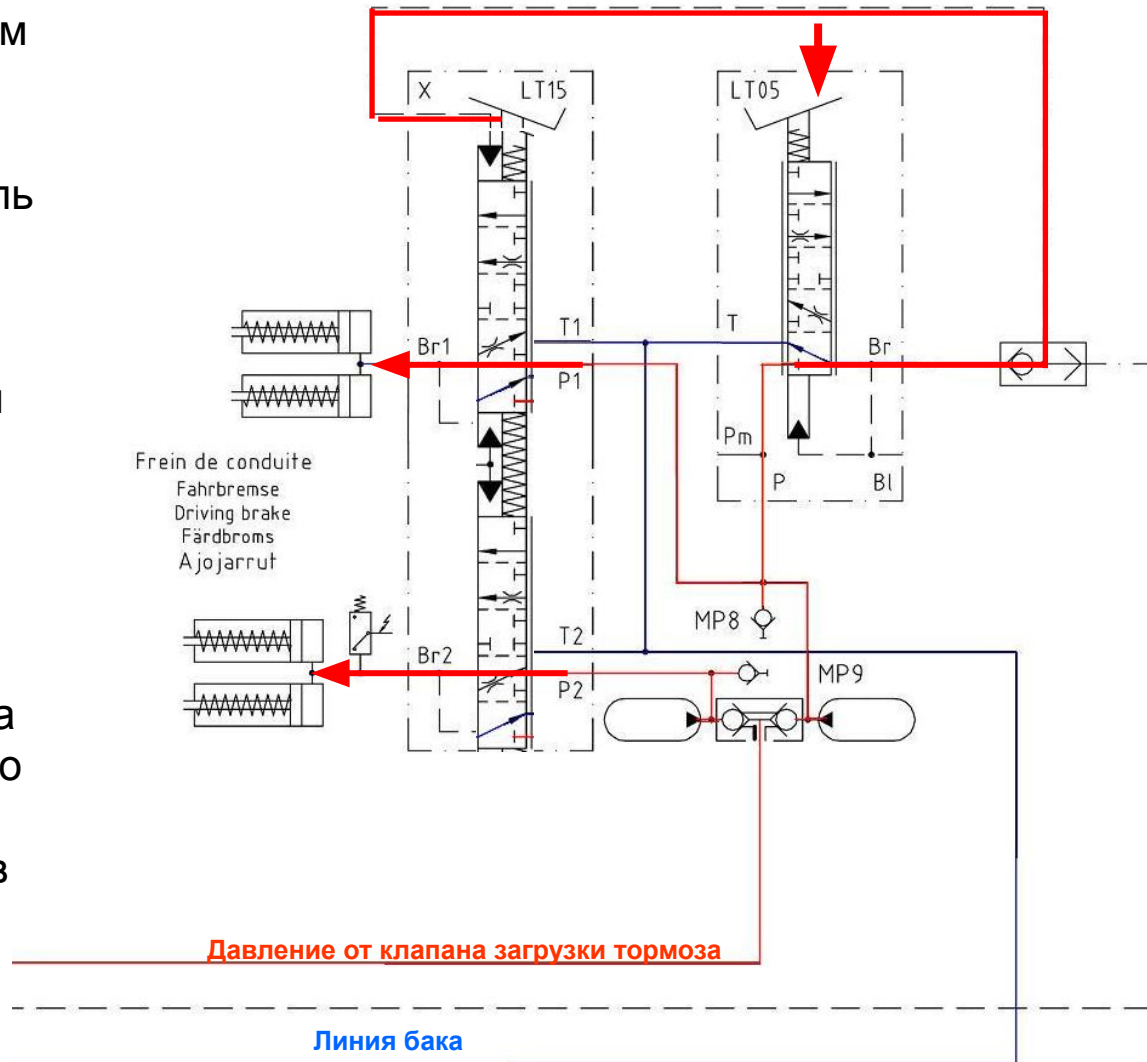 м
X
LT15
LT05
ль
T1
T
Br1
Br
P1
Pm
P
Bl
Frein de conduite
Fahrbremse
Driving brake
Färdbroms
Ajojarrut
MP8
T2
Br2
MP9
P2
а
о
в
Давление от клапана загрузки тормоза
Линия бака